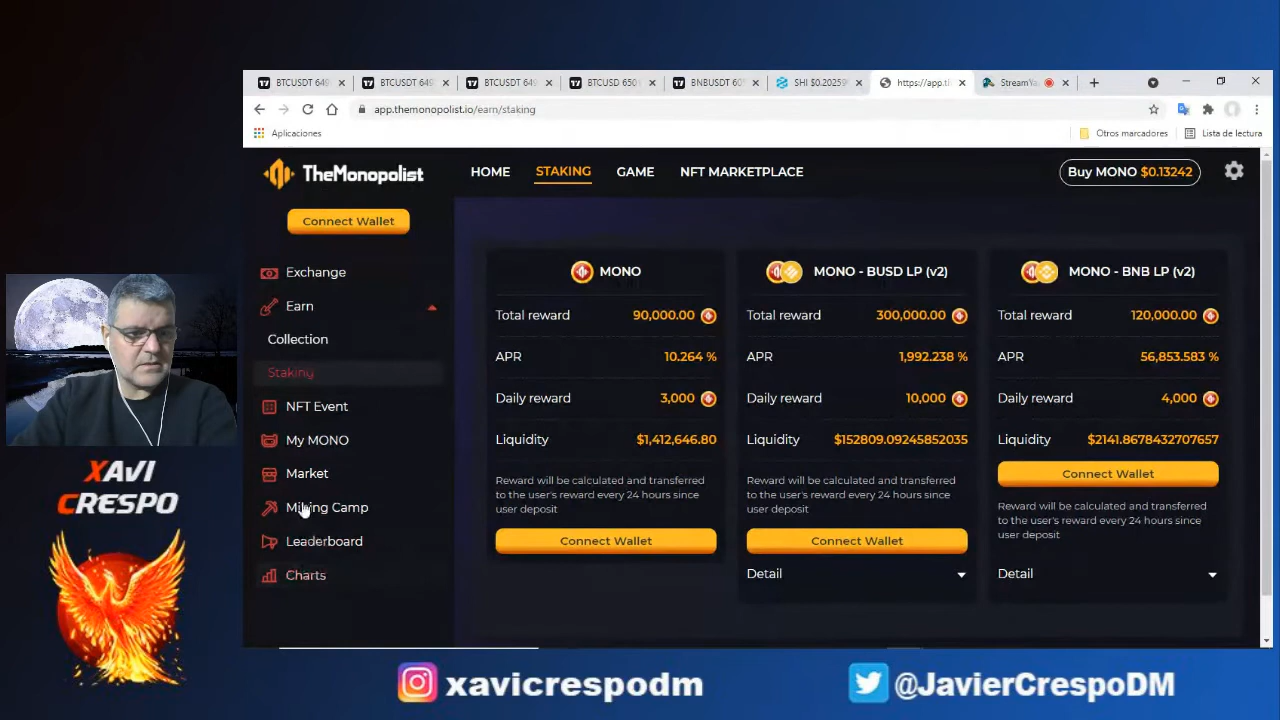 BTCUSDT 649
BTCUSDT 649
BTCUSDT 649
BTCUSD 650
BNBUSDT 60
SHI $0.2025
https://app.t
StreamYa
app.themonopolist.io/earn/staking
Aplicaciones
Otros marcadores
Lista de lectura
TheMonopolist
HOME
STAKING
GAME
NFT MARKETPLACE
Buy MONO $0.13242
Connect Wallet
Exchange
Earn
Collection
Staking
NFT Event
My MONO
Market
Mining Camp
Leaderboard
Charts
MONO
Total reward 90,000.00
APR 10.264 %
Daily reward 3,000
Liquidity $1,412,646.80
Reward will be calculated and transferred
to the user's reward every 24 hours since
user deposit
Connect Wallet
MONO - BUSD LP (v2)
Total reward 300,000.00
APR 1,992.238 %
Daily reward 10,000
Liquidity $152809.09245852035
Reward will be calculated and transferred
to the user's reward every 24 hours since
user deposit
Connect Wallet
Detail
MONO - BNB LP (v2)
Total reward 120,000.00
APR 56,853.583 %
Daily reward 4,000
Liquidity $2141.8678432707657
Connect Wallet
Reward will be calculated and transferred
to the user's reward every 24 hours since
user deposit
Detail
XAVI
CRESPO
xavicrespodm
@JavierCrespoDM